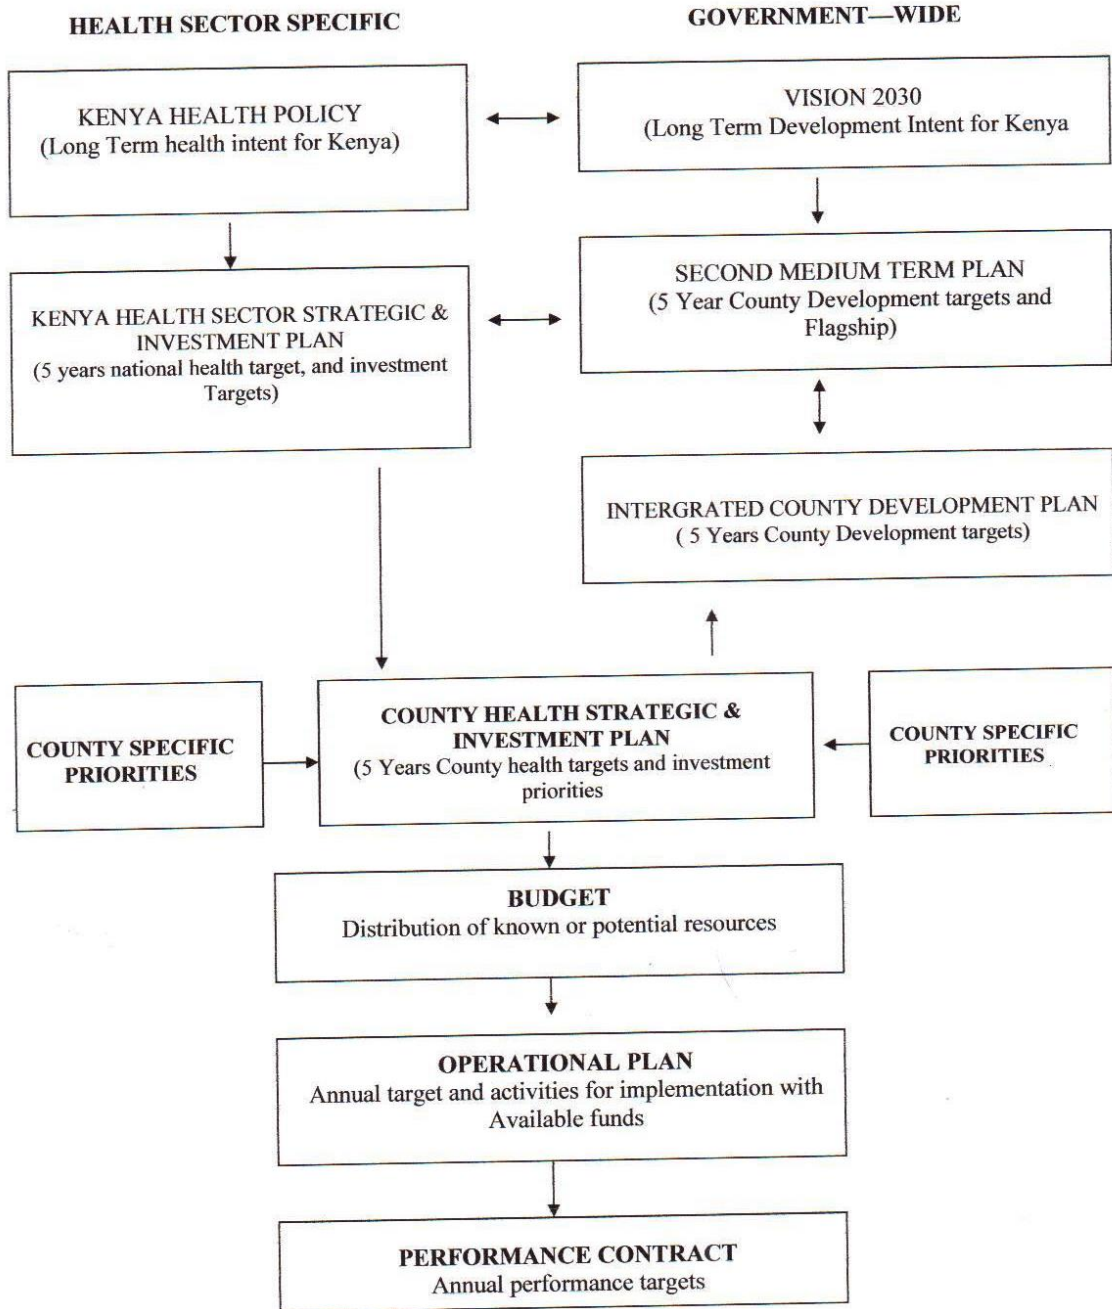 HEALTH SECTOR SPECIFIC
GOVERNMENT—WIDE
KENYA HEALTH POLICY
(Long Term health intent for Kenya)
VISION 2030
(Long Term Development Intent for Kenya
KENYA HEALTH SECTOR STRATEGIC &
INVESTMENT PLAN
(5 years national health target, and investment
Targets)
SECOND MEDIUM TERM PLAN
(5 Year County Development targets and
Flagship)
INTERGRATED COUNTY DEVELOPMENT PLAN
( 5 Years County Development targets)
COUNTY SPECIFIC
PRIORITIES
COUNTY HEALTH STRATEGIC &
INVESTMENT PLAN
(5 Years County health targets and investment
priorities
COUNTY SPECIFIC
PRIORITIES
BUDGET
Distribution of known or potential resources
OPERATIONAL PLAN
Annual target and activities for implementation with
Available funds
PERFORMANCE CONTRACT
Annual performance targets